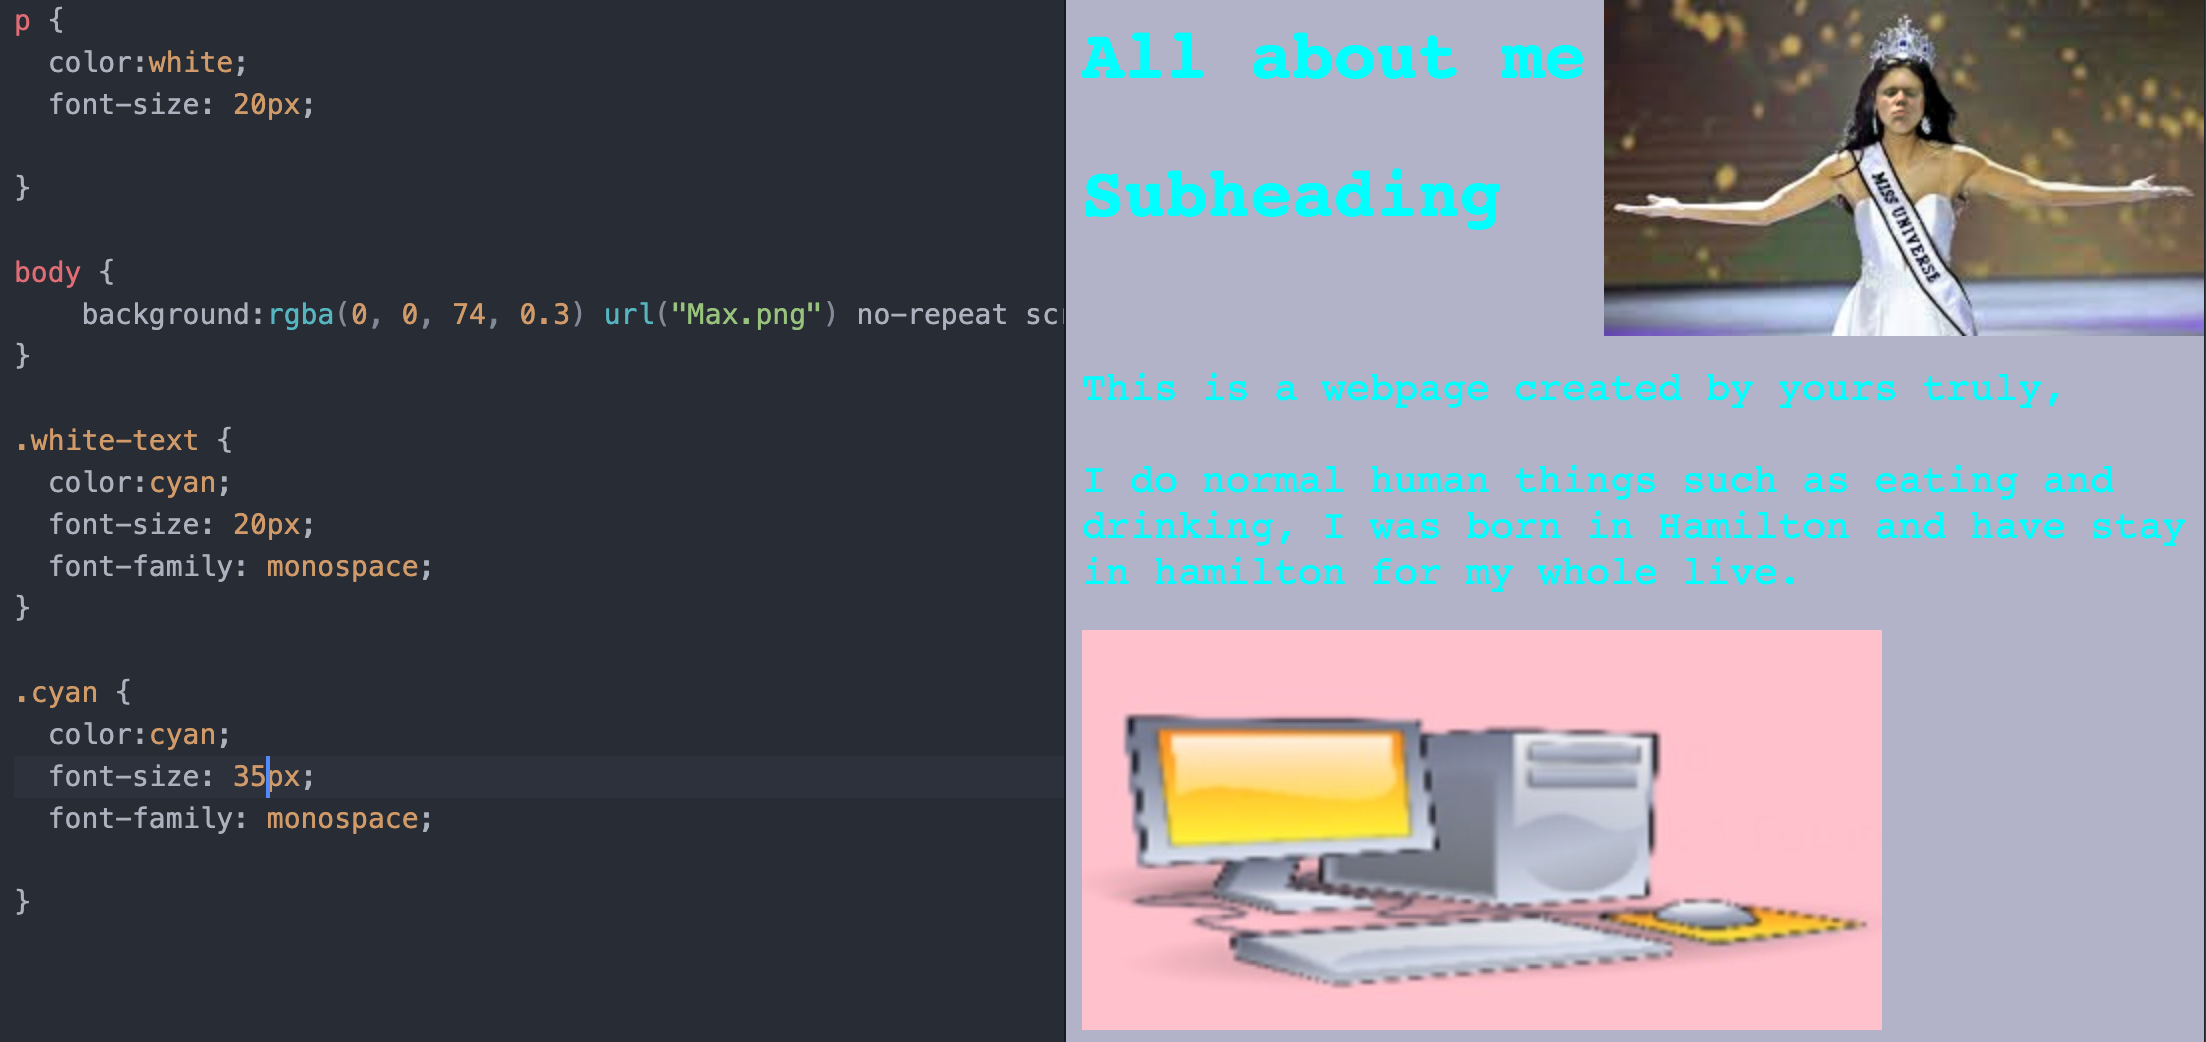 p {
  color:white;
  font-size: 20px;
}
body {
    background:rgba(0, 0, 74, 0.3) url("Max.png") no-repeat scr
}
.white-text {
  color:cyan;
  font-size: 20px;
  font-family: monospace;
}
.cyan {
  color:cyan;
  font-size: 35px;
  font-family: monospace;
}
All about me
Subheading
MISS UNIVERSE
This is a webpage created by yours truly,
I do normal human things such as eating and
drinking, I was born in Hamilton and have stay
in hamilton for my whole live.